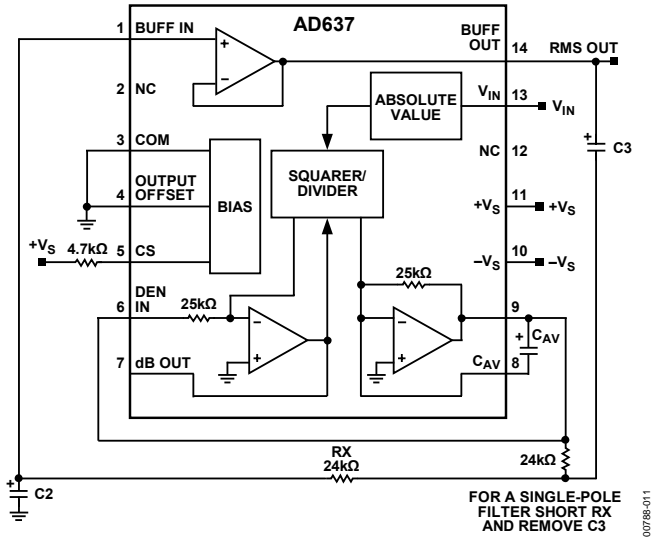 AD637
1 BUFF IN
BUFF
OUT 14
RMS OUT
2 NC
ABSOLUTE
VALUE
VIN 13
VIN
3 COM
NC 12
C3
4 OUTPUT
OFFSET
BIAS
SQUARER/
DIVIDER
+VS 11
+VS
+VS
4.7kΩ
5 CS
–VS 10
–VS
25kΩ
6 DEN
IN
25kΩ
9
7 dB OUT
CAV 8
CAV
RX
24kΩ
24kΩ
C2
FOR A SINGLE-POLE
FILTER SHORT RX
AND REMOVE C3
00788-011